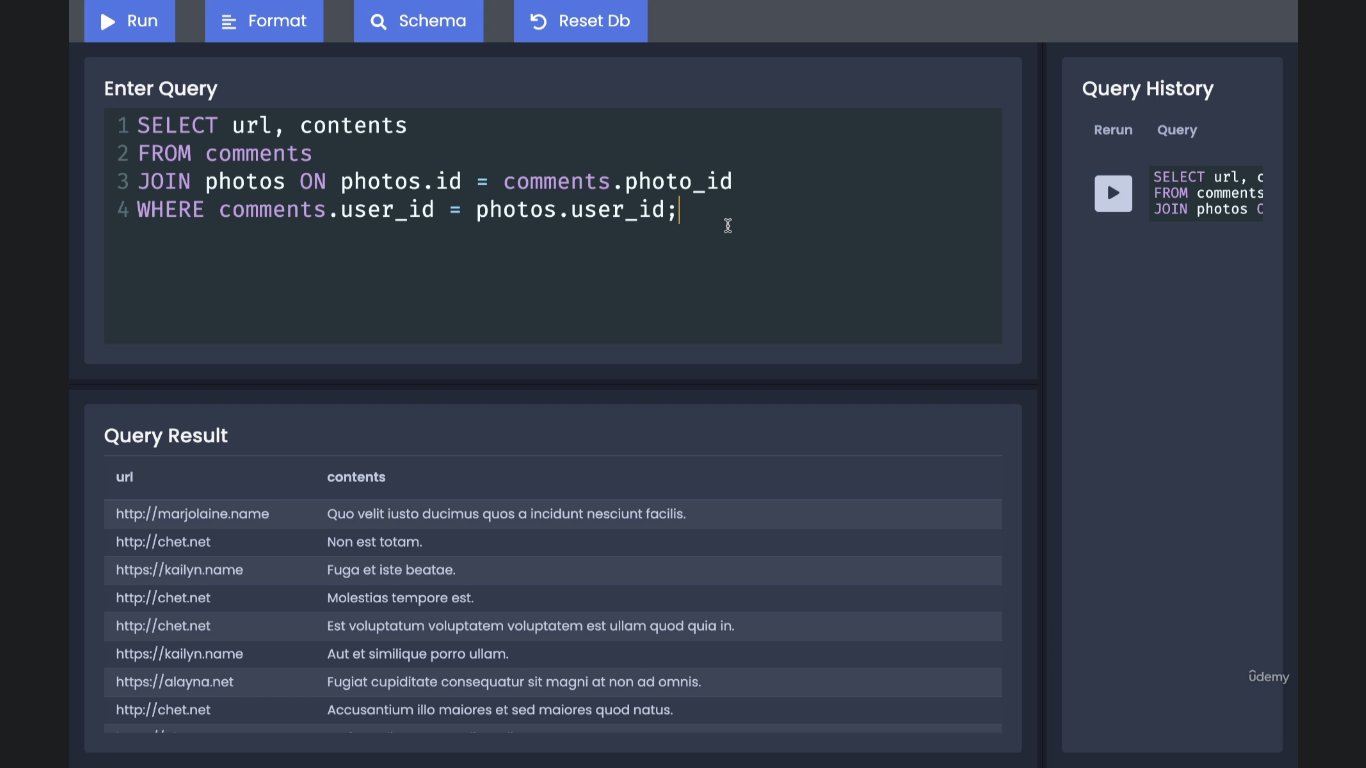 Run Format Schema Reset Db
Enter Query
1 SELECT url, contents
2 FROM comments
3 JOIN photos ON photos.id = comments.photo_id
4 WHERE comments.user_id = photos.user_id;
Query Result
url contents
http://marjolaine.name Quo velit iusto ducimus quos a incidunt nesciunt facilis.
http://chet.net Non est totam.
https://kailyn.name Fuga et iste beatae.
http://chet.net Molestias tempore est.
http://chet.net Est voluptatum voluptatem voluptatem est ullam quod quia in.
https://kailyn.name Aut et similique porro ullam.
https://alayna.net Fugiat cupiditate consequatur sit magni at non ad omnis.
http://chet.net Accusantium illo maiores et sed maiores quod natus.
Query History
Rerun Query
SELECT url, c
FROM comments
JOIN photos
ûdemy